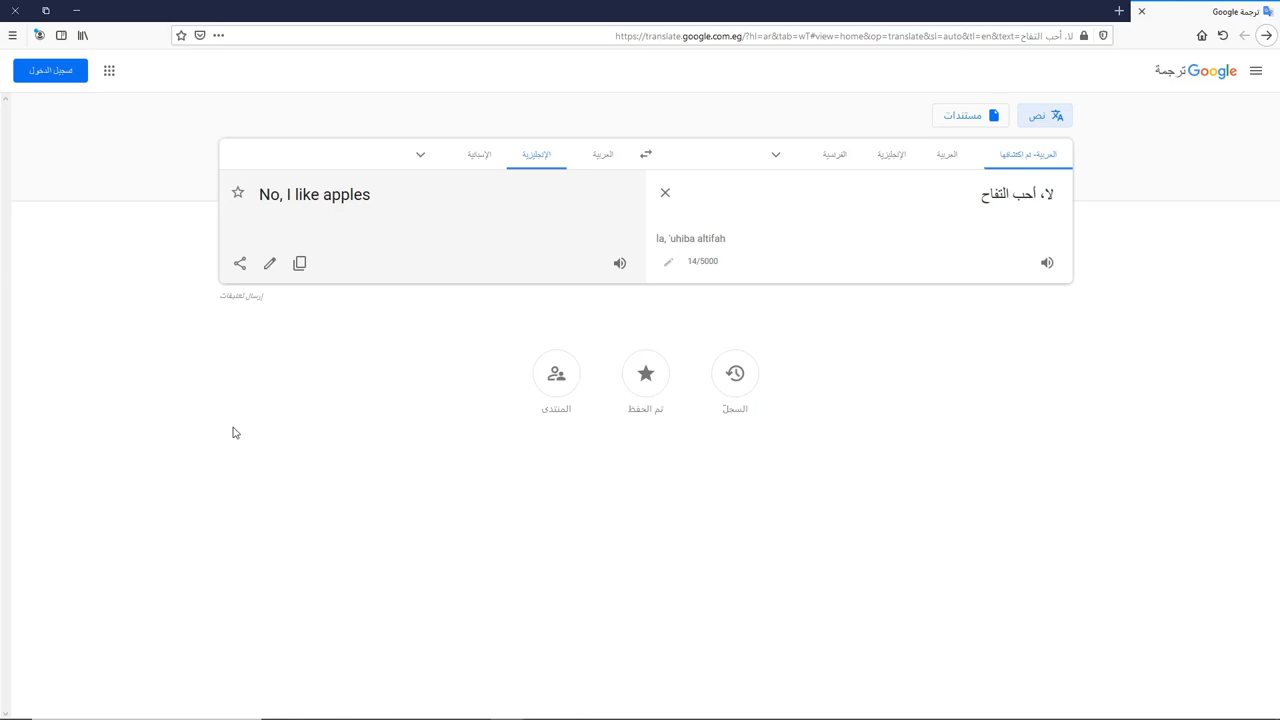 ترجمة Google
https://translate.google.com.eg/?hl=ar&tab=wT#view=home&op=translate&sl=auto&tl=en&text=لا، أحب التفاح
Google ترجمة
تسجيل الدخول
نص
مستندات
العربية - تم اكتشافها
العربية
الإنجليزية
الفرنسية
العربية
الإنجليزية
الإسبانية
لا، أحب التفاح
No, I like apples
la, 'uhiba altifah
14/5000
إرسال تعليقات
السجلّ
تم الحفظ
المنتدى